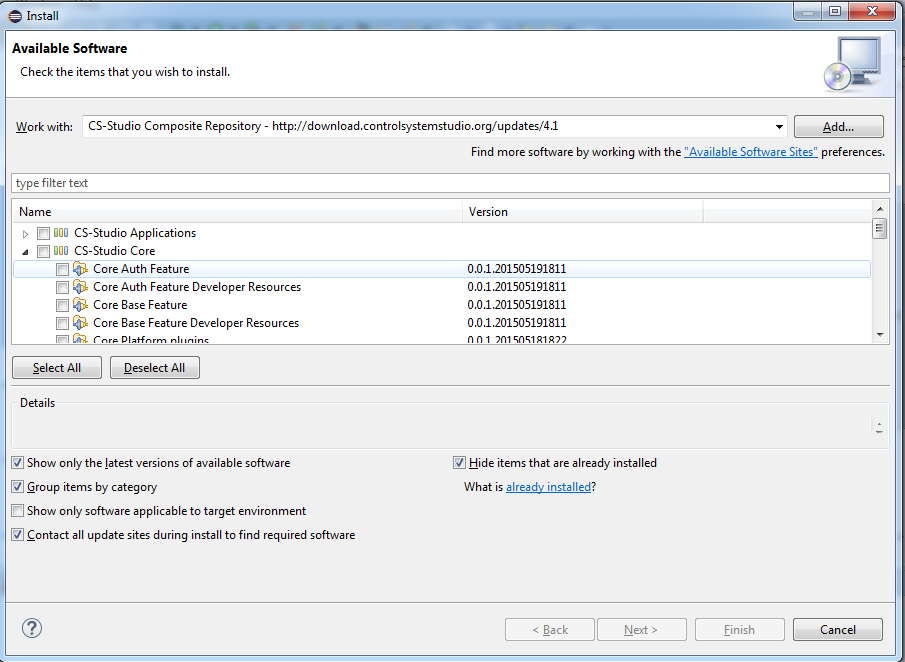 Install
Available Software
Check the items that you wish to install.
Work with: CS-Studio Composite Repository - http://download.controlsystemstudio.org/updates/4.1 Add...
Find more software by working with the "Available Software Sites" preferences.
type filter text
Name Version
CS-Studio Applications
CS-Studio Core
Core Auth Feature 0.0.1.201505191811
Core Auth Feature Developer Resources 0.0.1.201505191811
Core Base Feature 0.0.1.201505191811
Core Base Feature Developer Resources 0.0.1.201505191811
Core Platform plugins 0.0.1.201505181822
Select All Deselect All
Details
Show only the latest versions of available software Hide items that are already installed
Group items by category What is already installed?
Show only software applicable to target environment
Contact all update sites during install to find required software
? < Back Next > Finish Cancel